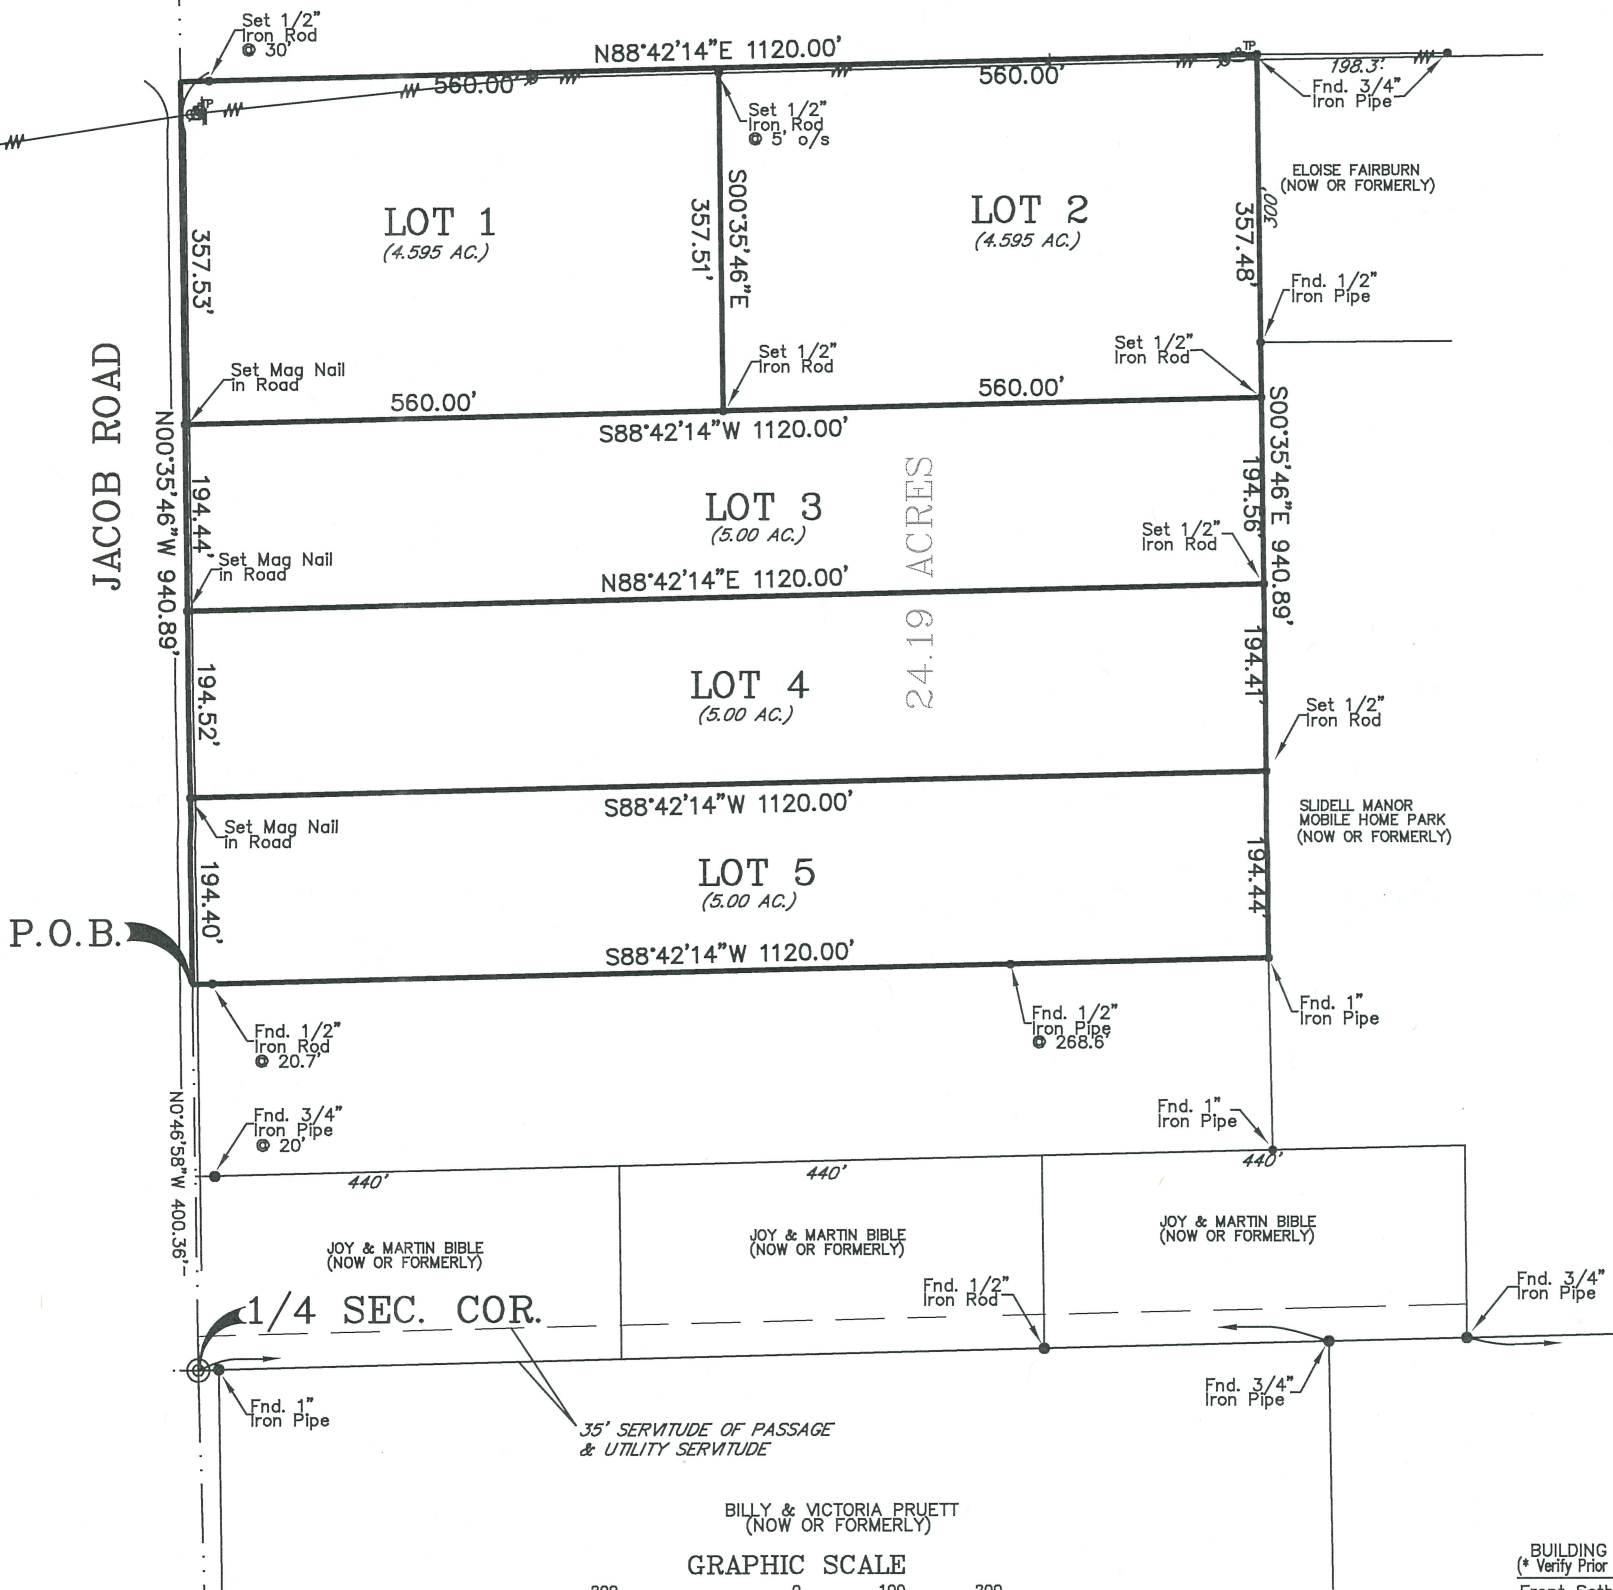 Set 1/2"
Iron Rod
@ 30'
N88°42'14"E 1120.00'
560.00'
560.00'
TP
TP
198.3'
Fnd. 3/4"
Iron Pipe
Set 1/2"
Iron Rod
@ 5' o/s
ELOISE FAIRBURN
(NOW OR FORMERLY)
LOT 1
(4.595 AC.)
LOT 2
(4.595 AC.)
357.53'
357.51'
S00°35'46"E
357.48'
300'
Fnd. 1/2"
Iron Pipe
Set 1/2"
Iron Rod
Set 1/2"
Iron Rod
Set Mag Nail
in Road
560.00'
560.00'
S88°42'14"W 1120.00'
JACOB ROAD
N00°35'46"W 940.89'
S00°35'46"E 940.89'
194.44'
194.56'
LOT 3
(5.00 AC.)
24.19 ACRES
Set 1/2"
Iron Rod
Set Mag Nail
in Road
N88°42'14"E 1120.00'
194.52'
194.41'
LOT 4
(5.00 AC.)
Set 1/2"
Iron Rod
S88°42'14"W 1120.00'
Set Mag Nail
in Road
SLIDELL MANOR
MOBILE HOME PARK
(NOW OR FORMERLY)
194.40'
194.44'
LOT 5
(5.00 AC.)
P.O.B.
S88°42'14"W 1120.00'
Fnd. 1/2"
Iron Rod
@ 20.7'
Fnd. 1/2"
Iron Pipe
@ 268.6'
Fnd. 1"
Iron Pipe
N0°46'58"W 400.36'
Fnd. 3/4"
Iron Pipe
@ 20'
Fnd. 1"
Iron Pipe
440'
440'
440'
JOY & MARTIN BIBLE
(NOW OR FORMERLY)
JOY & MARTIN BIBLE
(NOW OR FORMERLY)
JOY & MARTIN BIBLE
(NOW OR FORMERLY)
1/4 SEC. COR.
Fnd. 1/2"
Iron Rod
Fnd. 3/4"
Iron Pipe
Fnd. 1"
Iron Pipe
Fnd. 3/4"
Iron Pipe
35' SERVITUDE OF PASSAGE
& UTILITY SERVITUDE
BILLY & VICTORIA PRUETT
(NOW OR FORMERLY)
GRAPHIC SCALE
200 0 100 200
BUILDING
(* Verify Prior
Front Setb